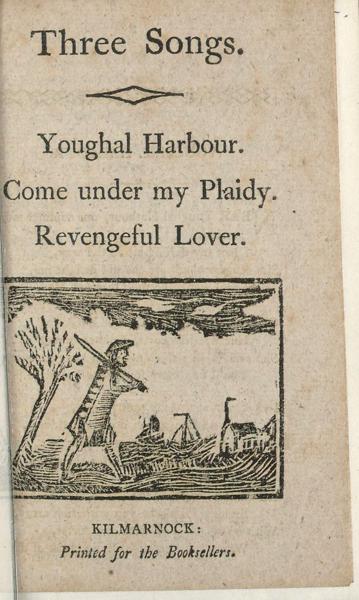 Three Songs.
Youghal Harbour.
Come under my Plaidy.
Revengeful Lover.
KILMARNOCK:
Printed for the Booksellers.